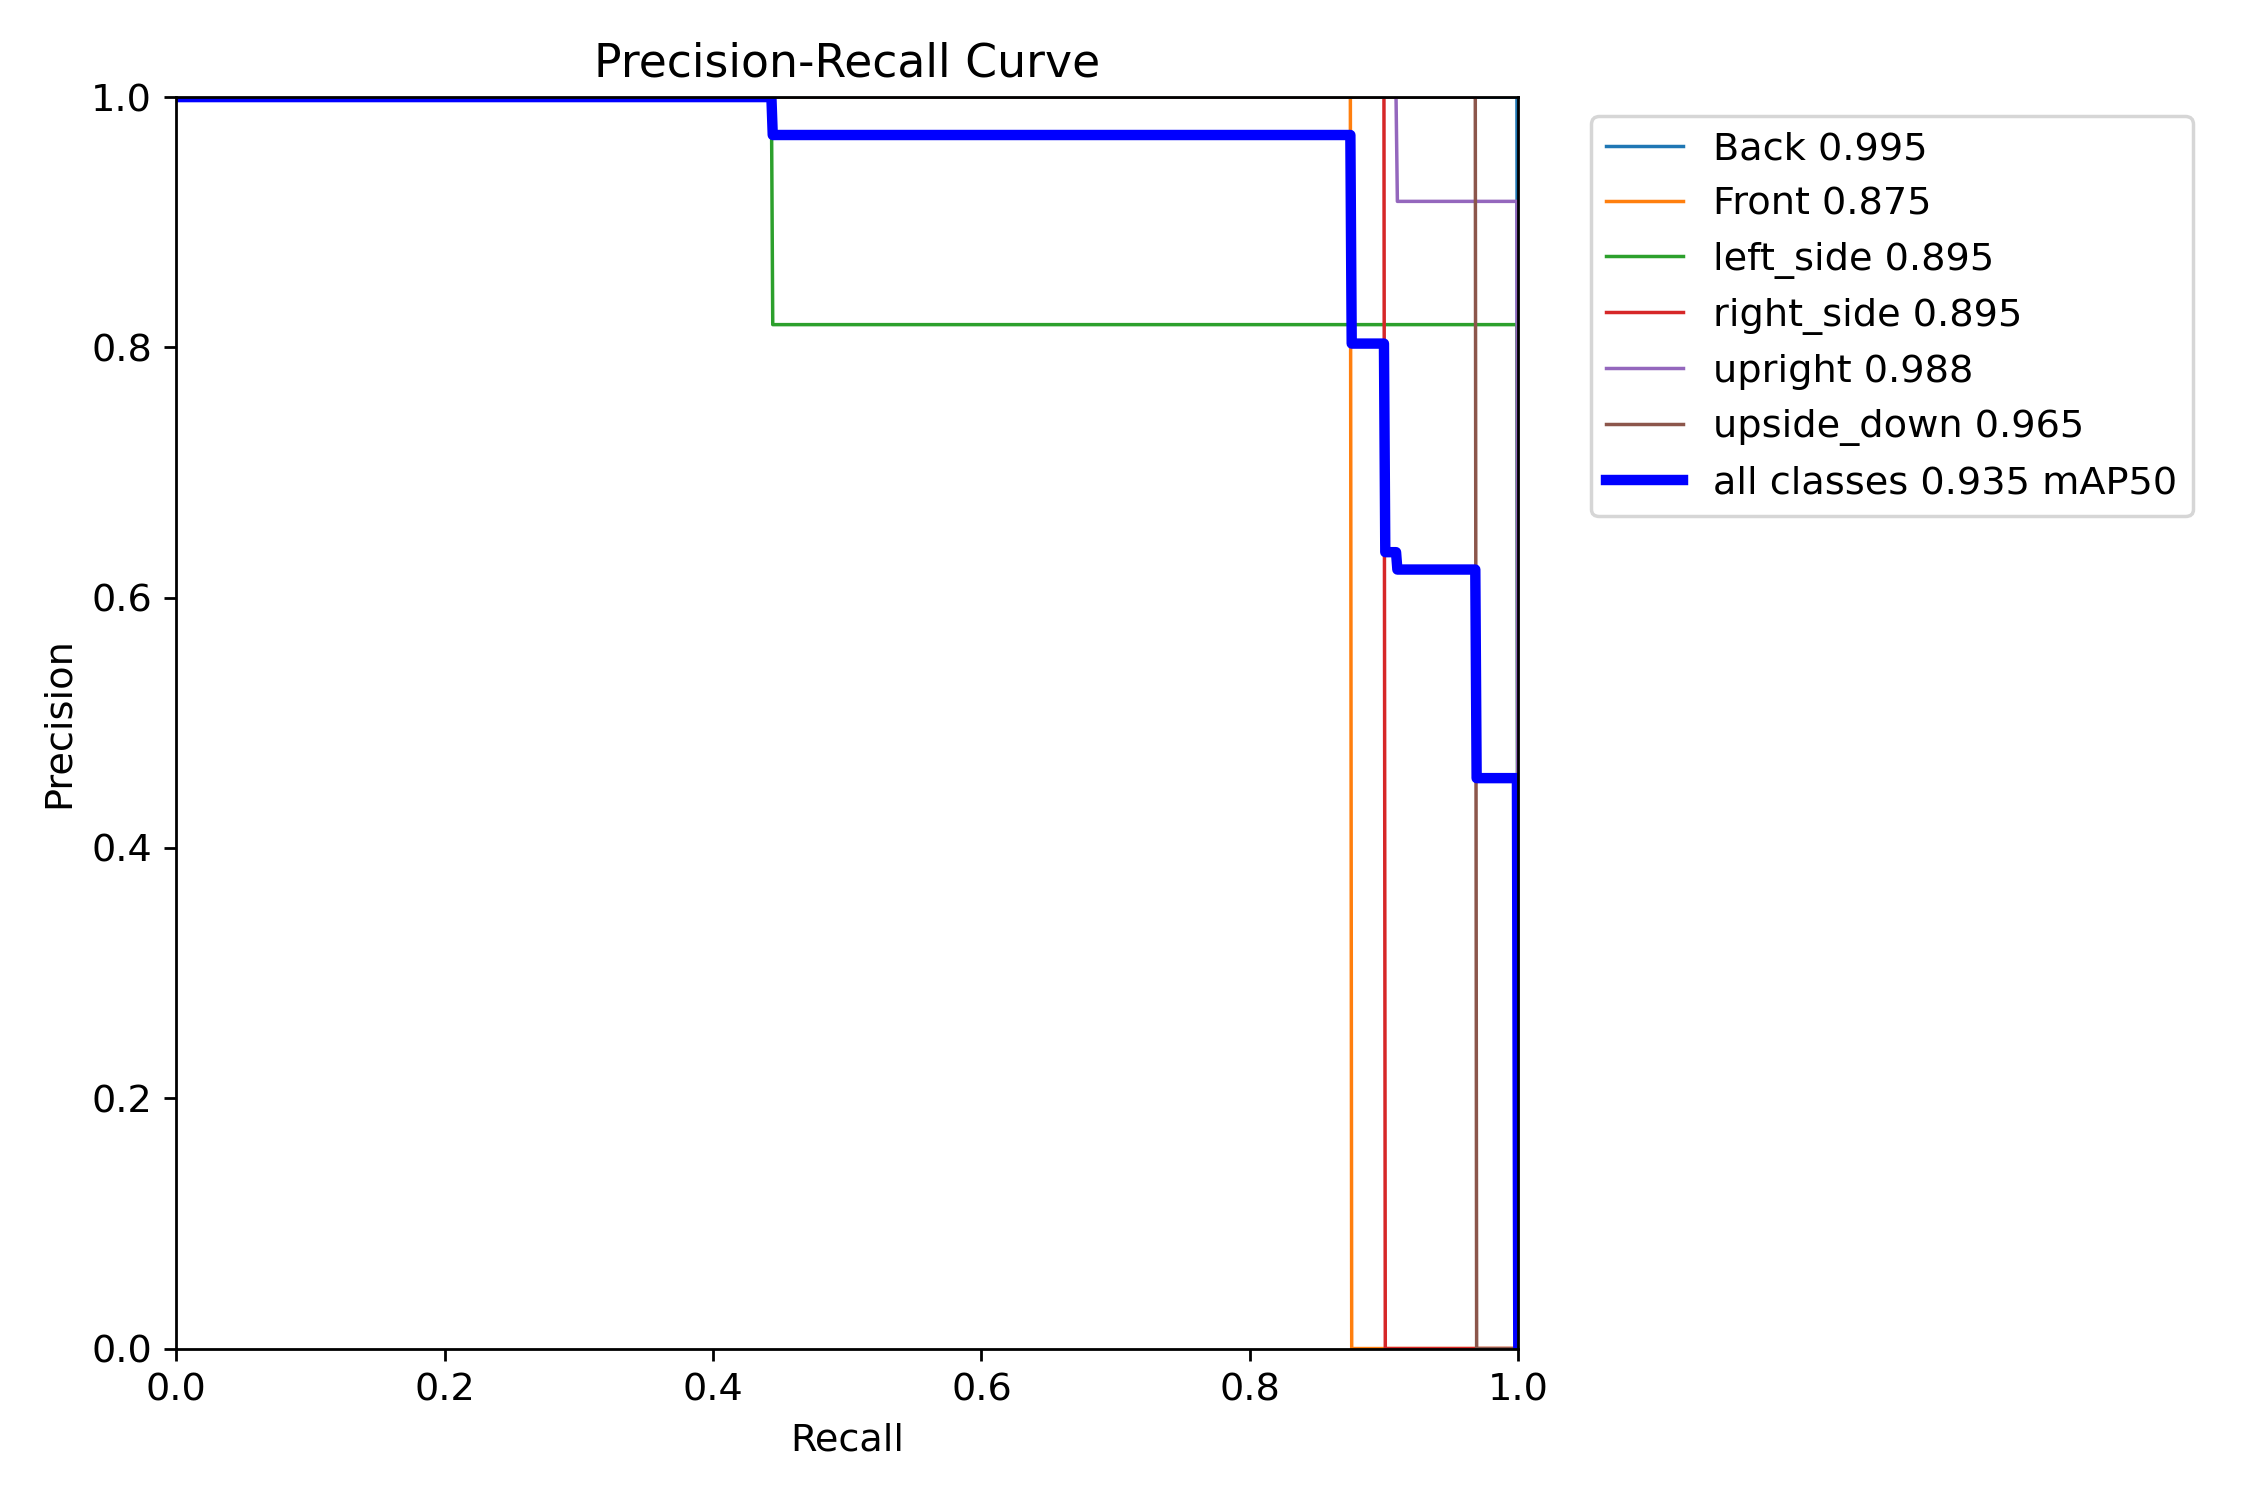 Precision-Recall Curve
1.0
0.8
0.6
0.4
0.2
0.0
Precision
0.0 0.2 0.4 0.6 0.8 1.0
Recall
Back 0.995
Front 0.875
left_side 0.895
right_side 0.895
upright 0.988
upside_down 0.965
all classes 0.935 mAP50